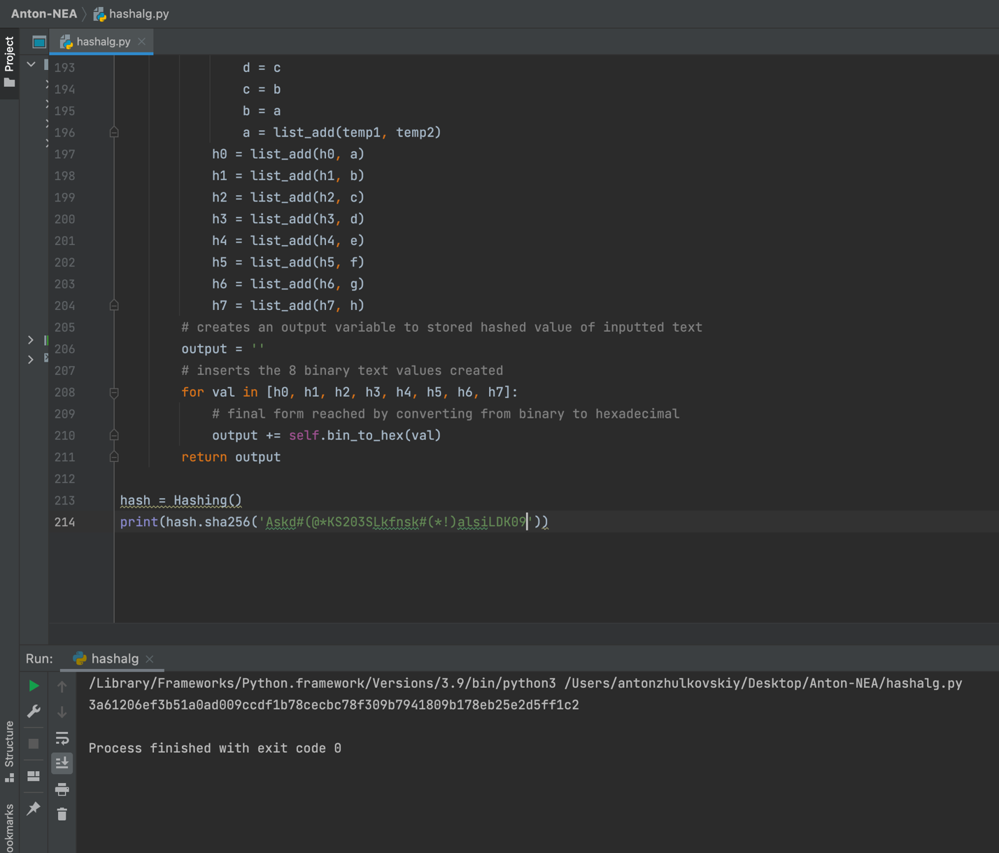 Anton-NEA hashalg.py
Project
hashalg.py
193 d = c
194 c = b
195 b = a
196 a = list_add(temp1, temp2)
197 h0 = list_add(h0, a)
198 h1 = list_add(h1, b)
199 h2 = list_add(h2, c)
200 h3 = list_add(h3, d)
201 h4 = list_add(h4, e)
202 h5 = list_add(h5, f)
203 h6 = list_add(h6, g)
204 h7 = list_add(h7, h)
205 # creates an output variable to stored hashed value of inputted text
206 output = ''
207 # inserts the 8 binary text values created
208 for val in [h0, h1, h2, h3, h4, h5, h6, h7]:
209 # final form reached by converting from binary to hexadecimal
210 output += self.bin_to_hex(val)
211 return output
212
213 hash = Hashing()
214 print(hash.sha256('Askd#(@*KS203SLkfnsk#(*!)alsiLDK09'))
Run: hashalg
/Library/Frameworks/Python.framework/Versions/3.9/bin/python3 /Users/antonzhulkovskiy/Desktop/Anton-NEA/hashalg.py
3a61206ef3b51a0ad009ccdf1b78cecbc78f309b7941809b178eb25e2d5ff1c2
Process finished with exit code 0
Structure
ookmarks